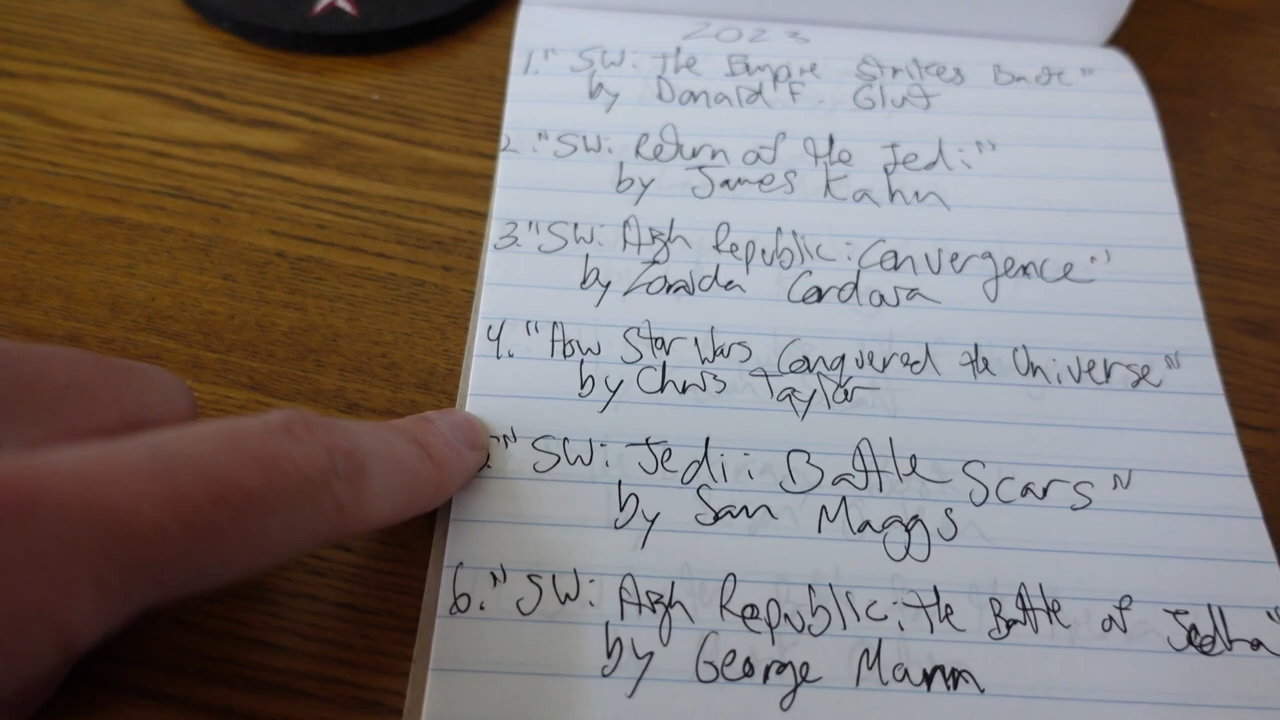 2023
1. "SW: The Empire Strikes Back"
by Donald F. Glut
2. "SW: Return of the Jedi"
by James Kahn
3. "SW: High Republic: Convergence"
by Zoraida Cordova
4. "How Star Wars Conquered the Universe"
by Chris Taylor
"SW: Jedi: Battle Scars"
by Sam Maggs
6. "SW: High Republic: The Battle of Jedha"
by George Mann